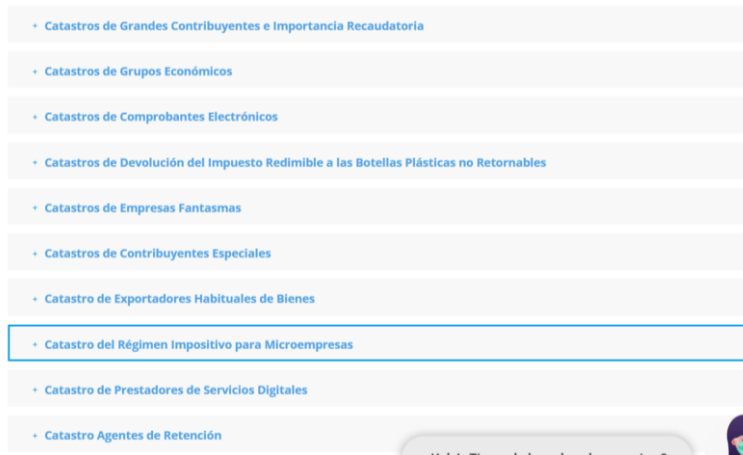 + Catastros de Grandes Contribuyentes e Importancia Recaudatoria
+ Catastros de Grupos Económicos
+ Catastros de Comprobantes Electrónicos
+ Catastros de Devolución del Impuesto Redimible a las Botellas Plásticas no Retornables
+ Catastros de Empresas Fantasmas
+ Catastros de Contribuyentes Especiales
+ Catastro de Exportadores Habituales de Bienes
+ Catastro del Régimen Impositivo para Microempresas
+ Catastro de Prestadores de Servicios Digitales
+ Catastro Agentes de Retención